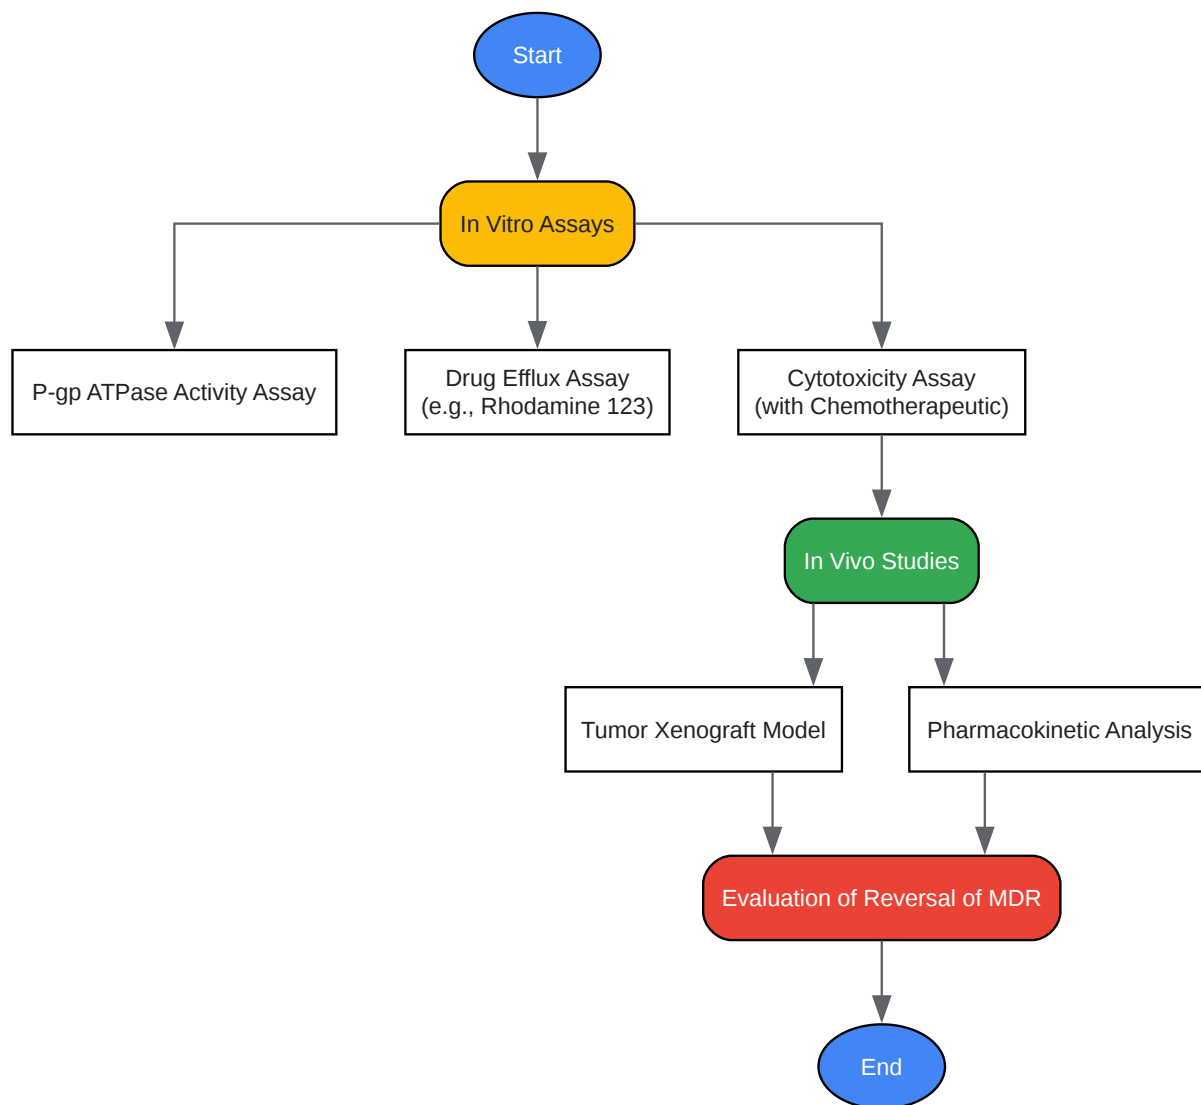 Start
In Vitro Assays
P-gp ATPase Activity Assay
Drug Efflux Assay
(e.g., Rhodamine 123)
Cytotoxicity Assay
(with Chemotherapeutic)
In Vivo Studies
Tumor Xenograft Model
Pharmacokinetic Analysis
Evaluation of Reversal of MDR
End